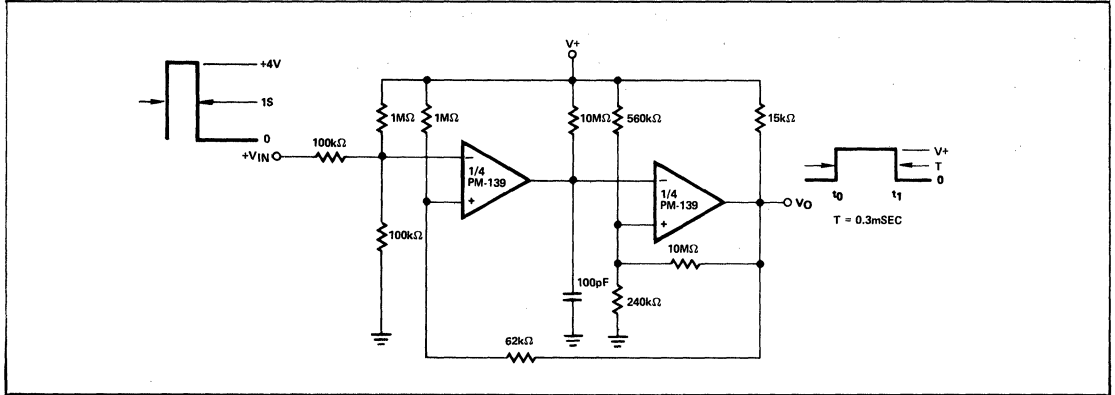 V+
+4V
1S
0
1MΩ
1MΩ
10MΩ
560kΩ
15kΩ
100kΩ
+VIN
1/4
PM-139
−
+
1/4
PM-139
−
+
V+
T
0
t0
t1
VO
T = 0.3mSEC
100kΩ
10MΩ
100pF
240kΩ
62kΩ